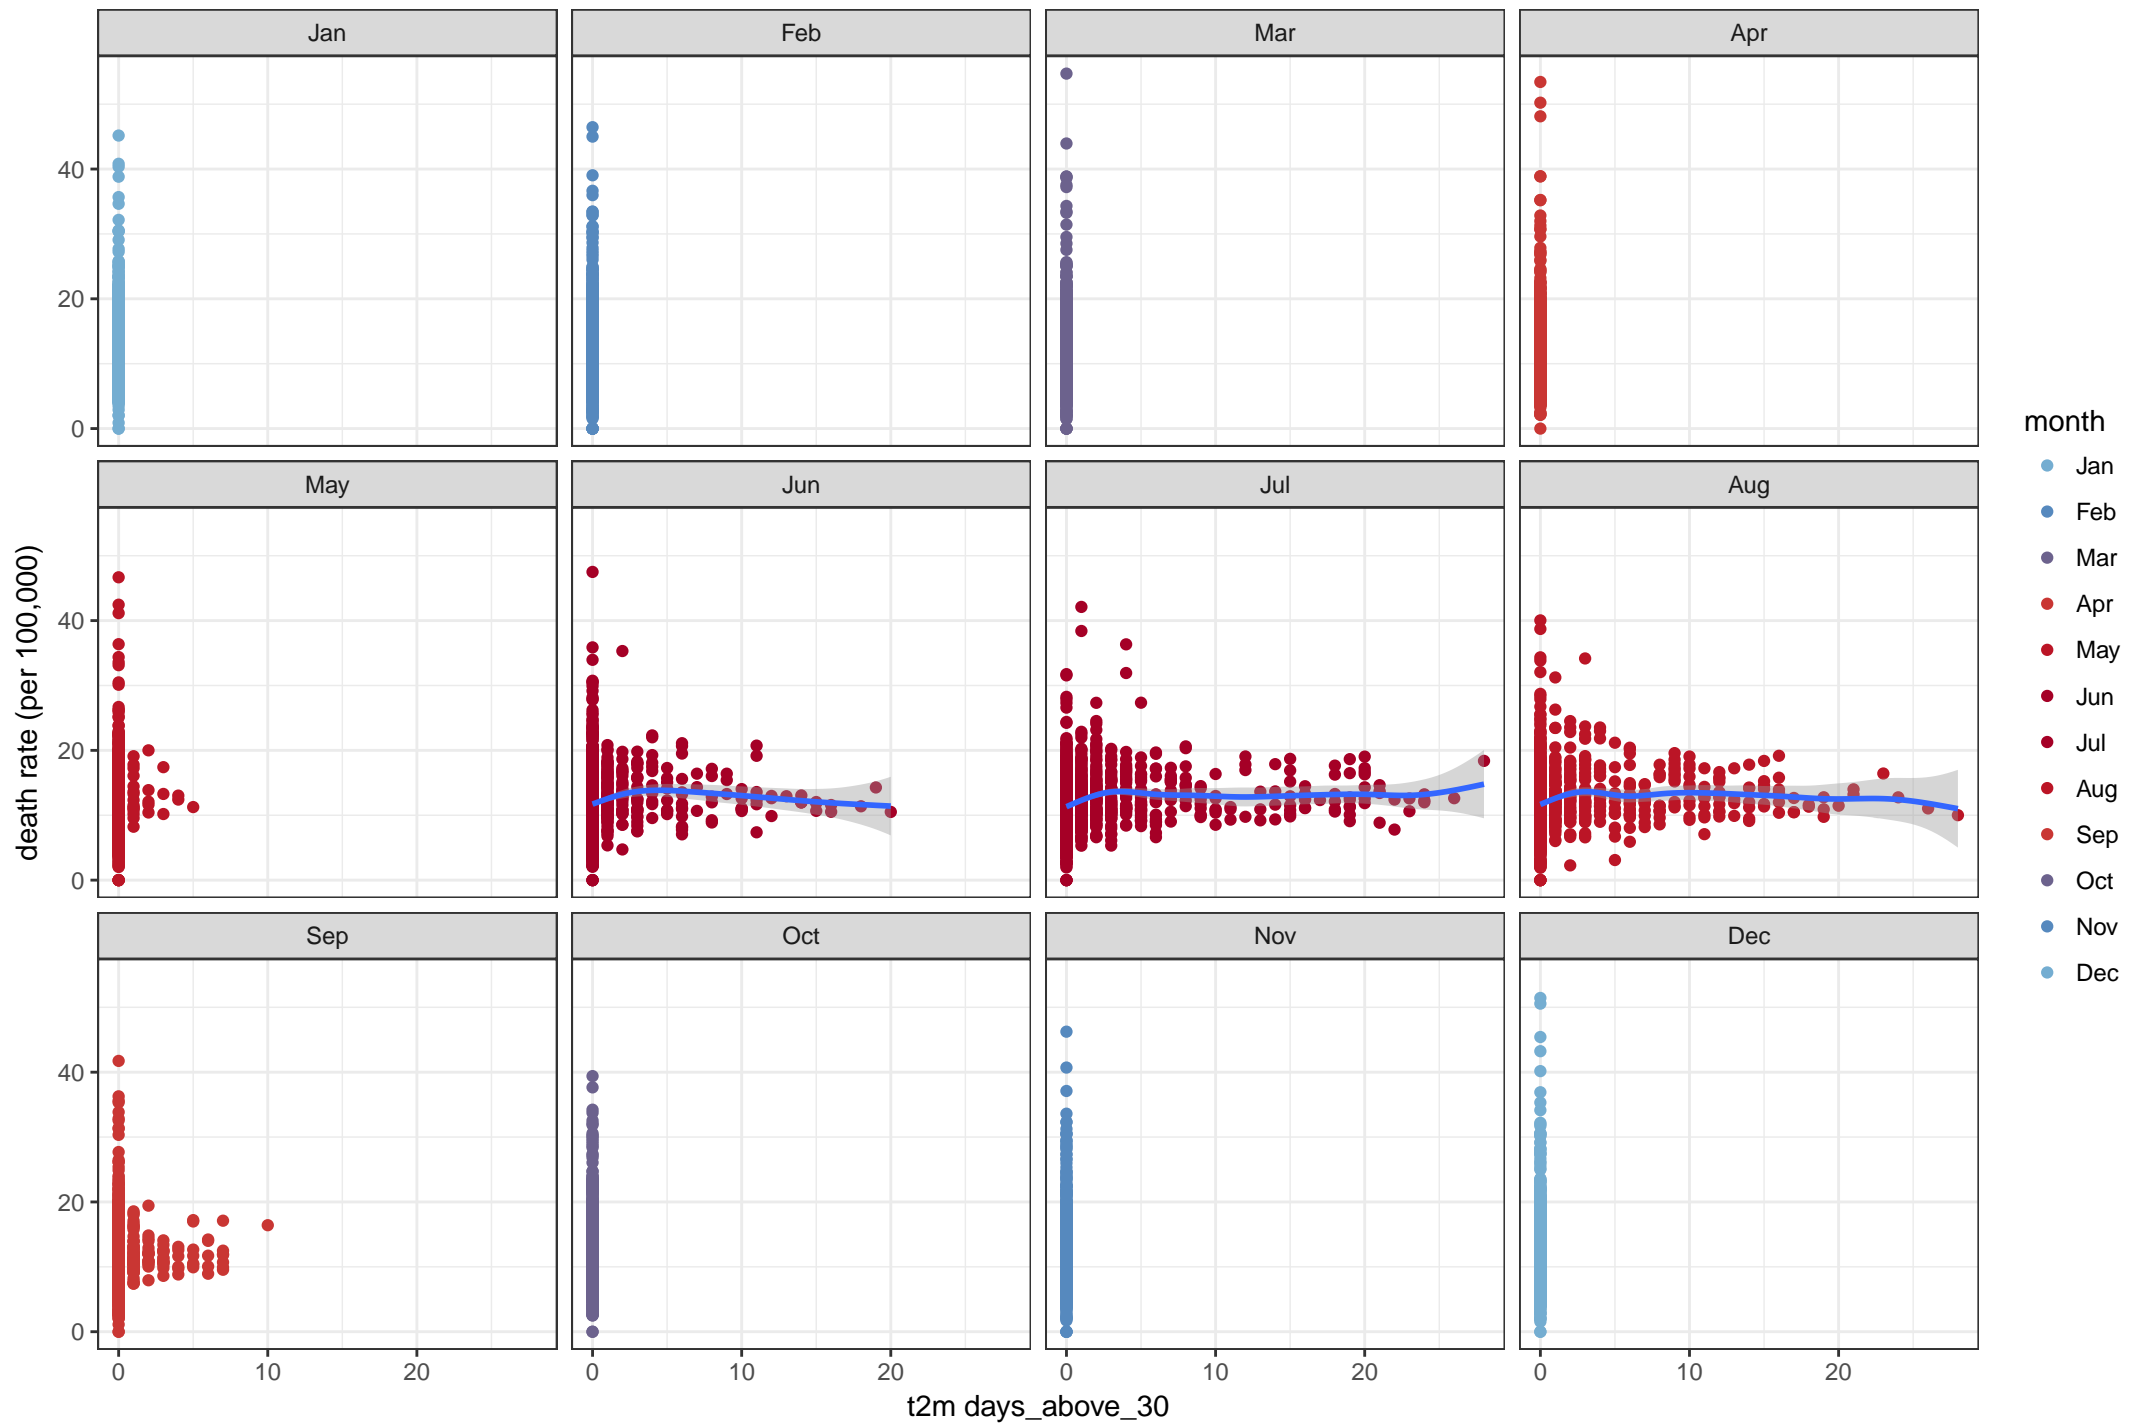 Jan Feb Mar Apr
40
20
0
May Jun Jul Aug
40
20
0
Sep Oct Nov Dec
40
20
0
0 10 20 0 10 20 0 10 20 0 10 20
t2m days_above_30
death rate (per 100,000)
month
Jan
Feb
Mar
Apr
May
Jun
Jul
Aug
Sep
Oct
Nov
Dec